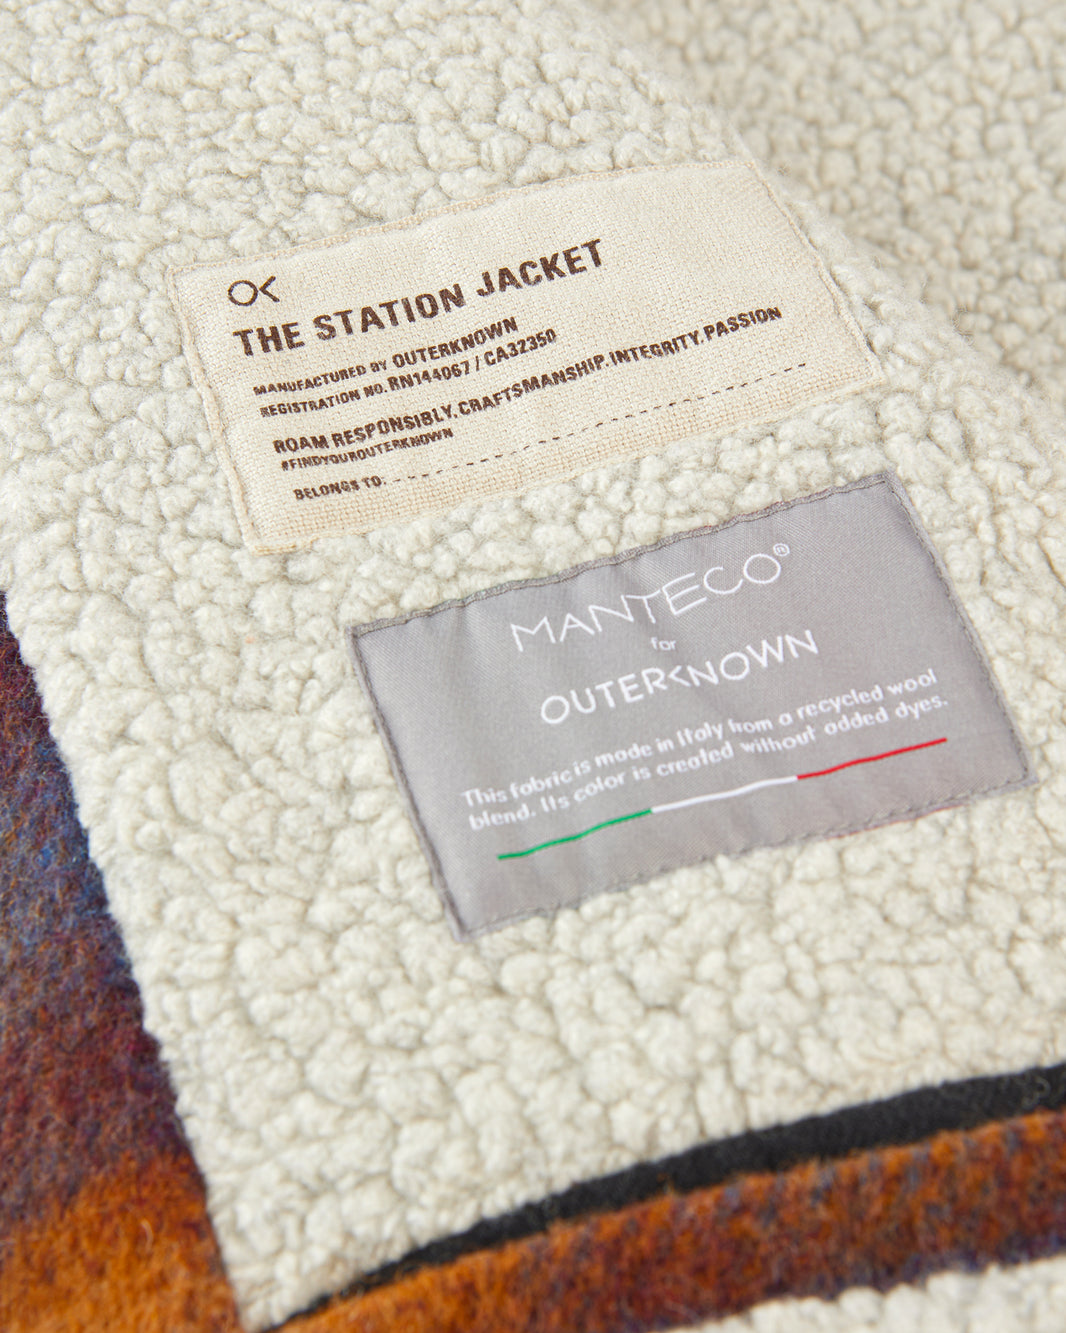 OK
THE STATION JACKET
MANUFACTURED BY OUTERKNOWN
REGISTRATION NO. RN144067 / CA32350
ROAM RESPONSIBLY. CRAFTSMANSHIP. INTEGRITY. PASSION
#FINDYOUROUTERKNOWN
BELONGS TO:
MANTECO®
for
OUTERKNOWN
This fabric is made in Italy from a recycled wool
blend. Its color is created without added dyes.